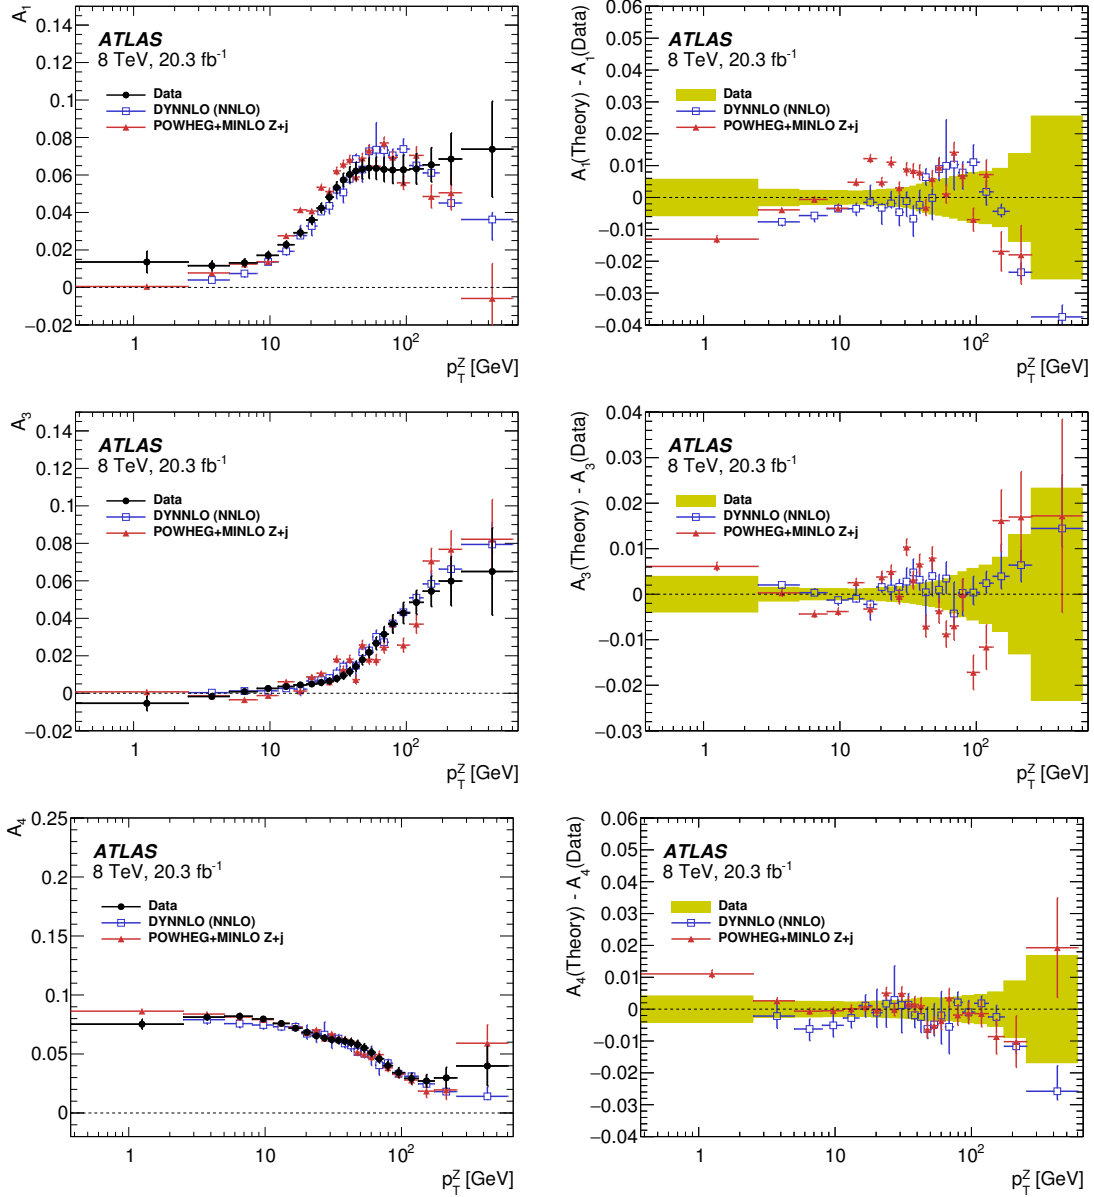 A1
0.14
0.12
0.1
0.08
0.06
0.04
0.02
0
−0.02
ATLAS
8 TeV, 20.3 fb-1
Data
DYNNLO (NNLO)
POWHEG+MINLO Z+j
1
10
10²
pTZ [GeV]
A1(Theory) - A1(Data)
0.06
0.05
0.04
0.03
0.02
0.01
0
−0.01
−0.02
−0.03
−0.04
ATLAS
8 TeV, 20.3 fb-1
Data
DYNNLO (NNLO)
POWHEG+MINLO Z+j
1
10
10²
pTZ [GeV]
A3
0.14
0.12
0.1
0.08
0.06
0.04
0.02
0
−0.02
ATLAS
8 TeV, 20.3 fb-1
Data
DYNNLO (NNLO)
POWHEG+MINLO Z+j
1
10
10²
pTZ [GeV]
A3(Theory) - A3(Data)
0.04
0.03
0.02
0.01
0
−0.01
−0.02
−0.03
ATLAS
8 TeV, 20.3 fb-1
Data
DYNNLO (NNLO)
POWHEG+MINLO Z+j
1
10
10²
pTZ [GeV]
A4
0.25
0.2
0.15
0.1
0.05
0
ATLAS
8 TeV, 20.3 fb-1
Data
DYNNLO (NNLO)
POWHEG+MINLO Z+j
1
10
10²
pTZ [GeV]
A4(Theory) - A4(Data)
0.06
0.05
0.04
0.03
0.02
0.01
0
−0.01
−0.02
−0.03
−0.04
ATLAS
8 TeV, 20.3 fb-1
Data
DYNNLO (NNLO)
POWHEG+MINLO Z+j
1
10
10²
pTZ [GeV]